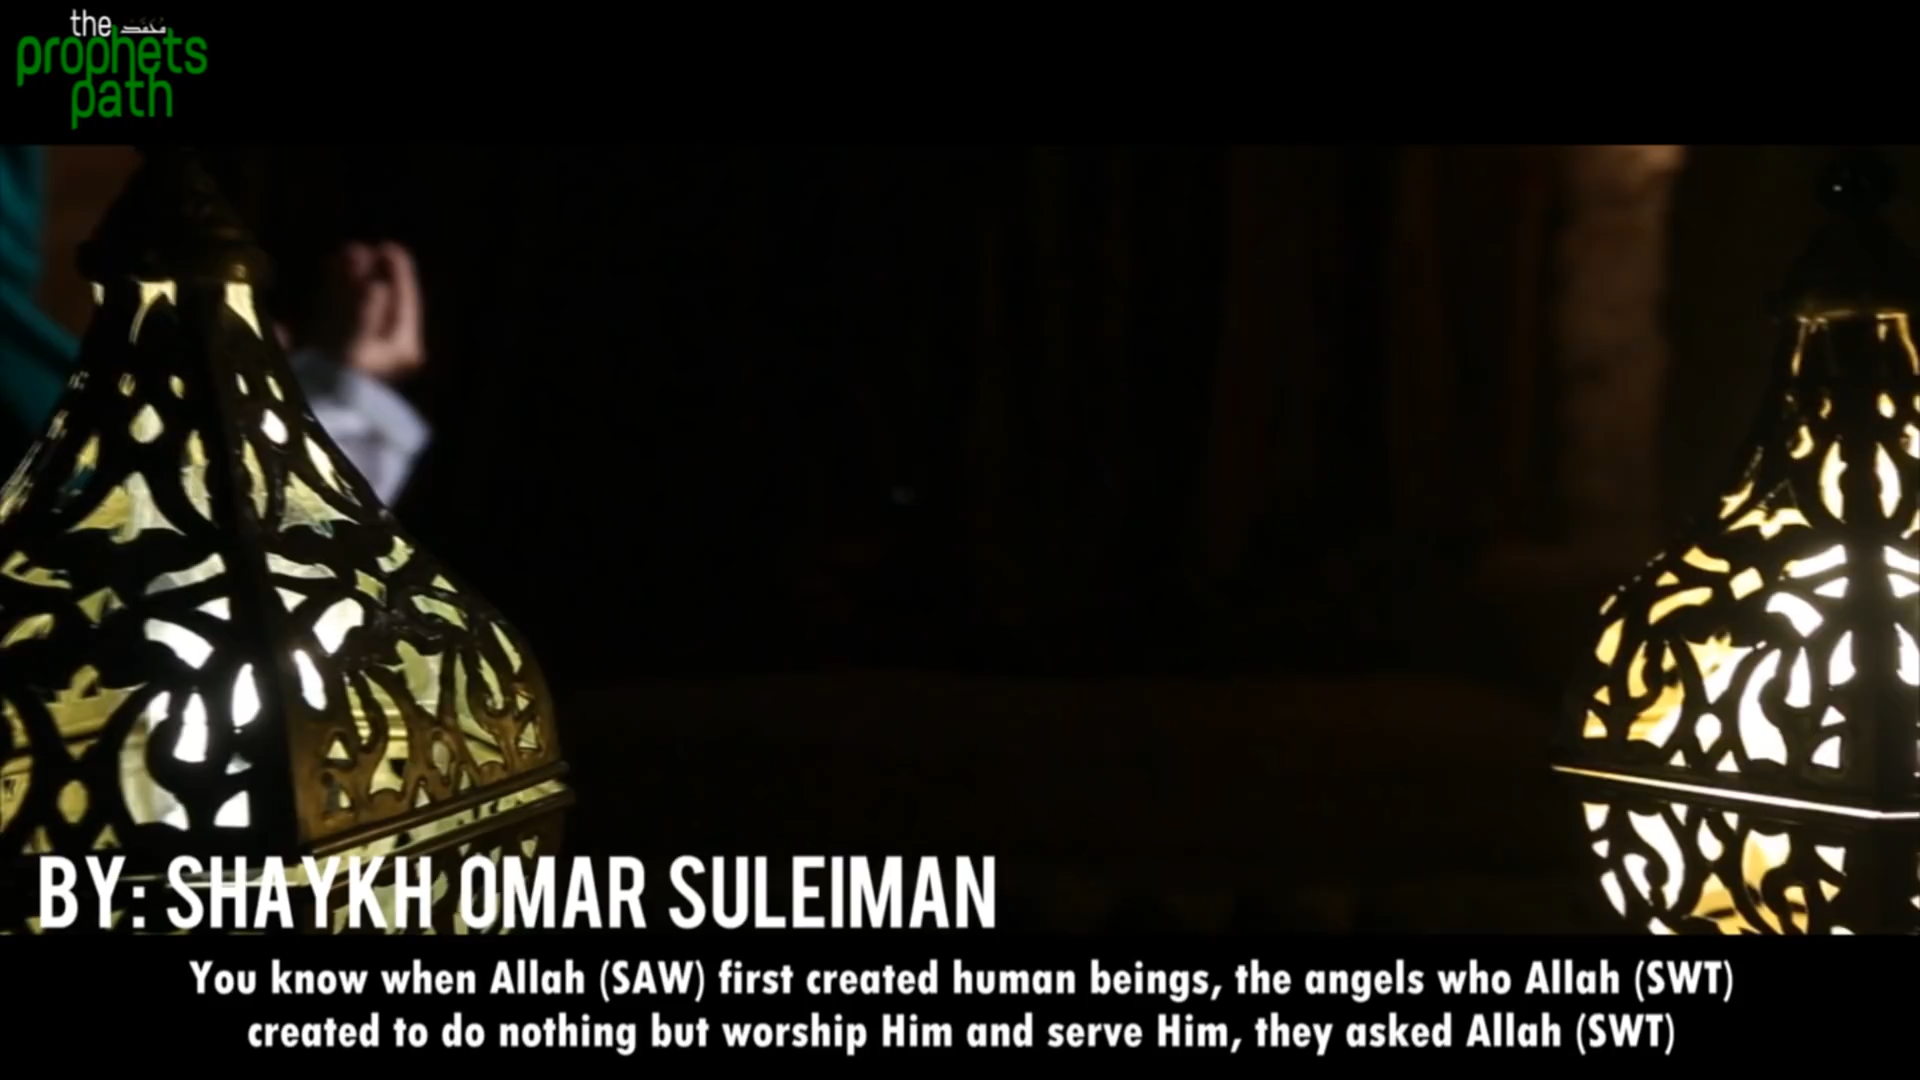 the محمد
prophets
path
BY: SHAYKH OMAR SULEIMAN
You know when Allah (SAW) first created human beings, the angels who Allah (SWT)
created to do nothing but worship Him and serve Him, they asked Allah (SWT)